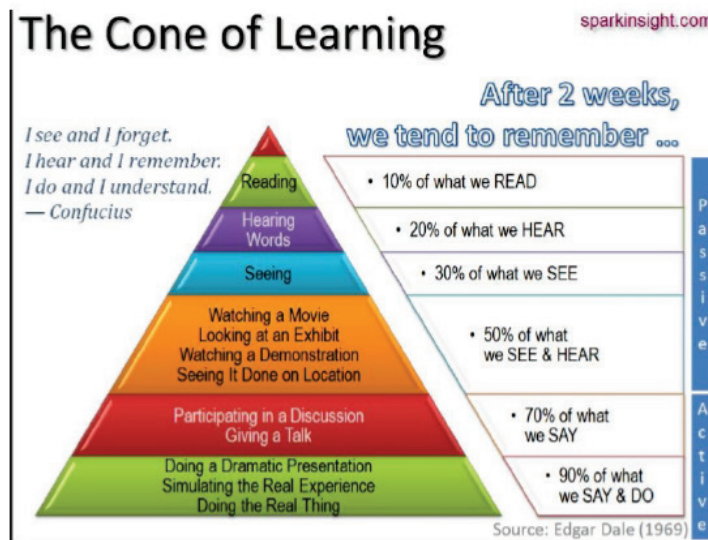 The Cone of Learning
sparkinsight.com
I see and I forget.
I hear and I remember.
I do and I understand.
— Confucius
After 2 weeks,
we tend to remember ...
Reading
• 10% of what we READ
Hearing
Words
• 20% of what we HEAR
Seeing
• 30% of what we SEE
Watching a Movie
Looking at an Exhibit
Watching a Demonstration
Seeing It Done on Location
• 50% of what
we SEE & HEAR
Passive
Participating in a Discussion
Giving a Talk
• 70% of what
we SAY
Doing a Dramatic Presentation
Simulating the Real Experience
Doing the Real Thing
• 90% of what
we SAY & DO
Active
Source: Edgar Dale (1969)